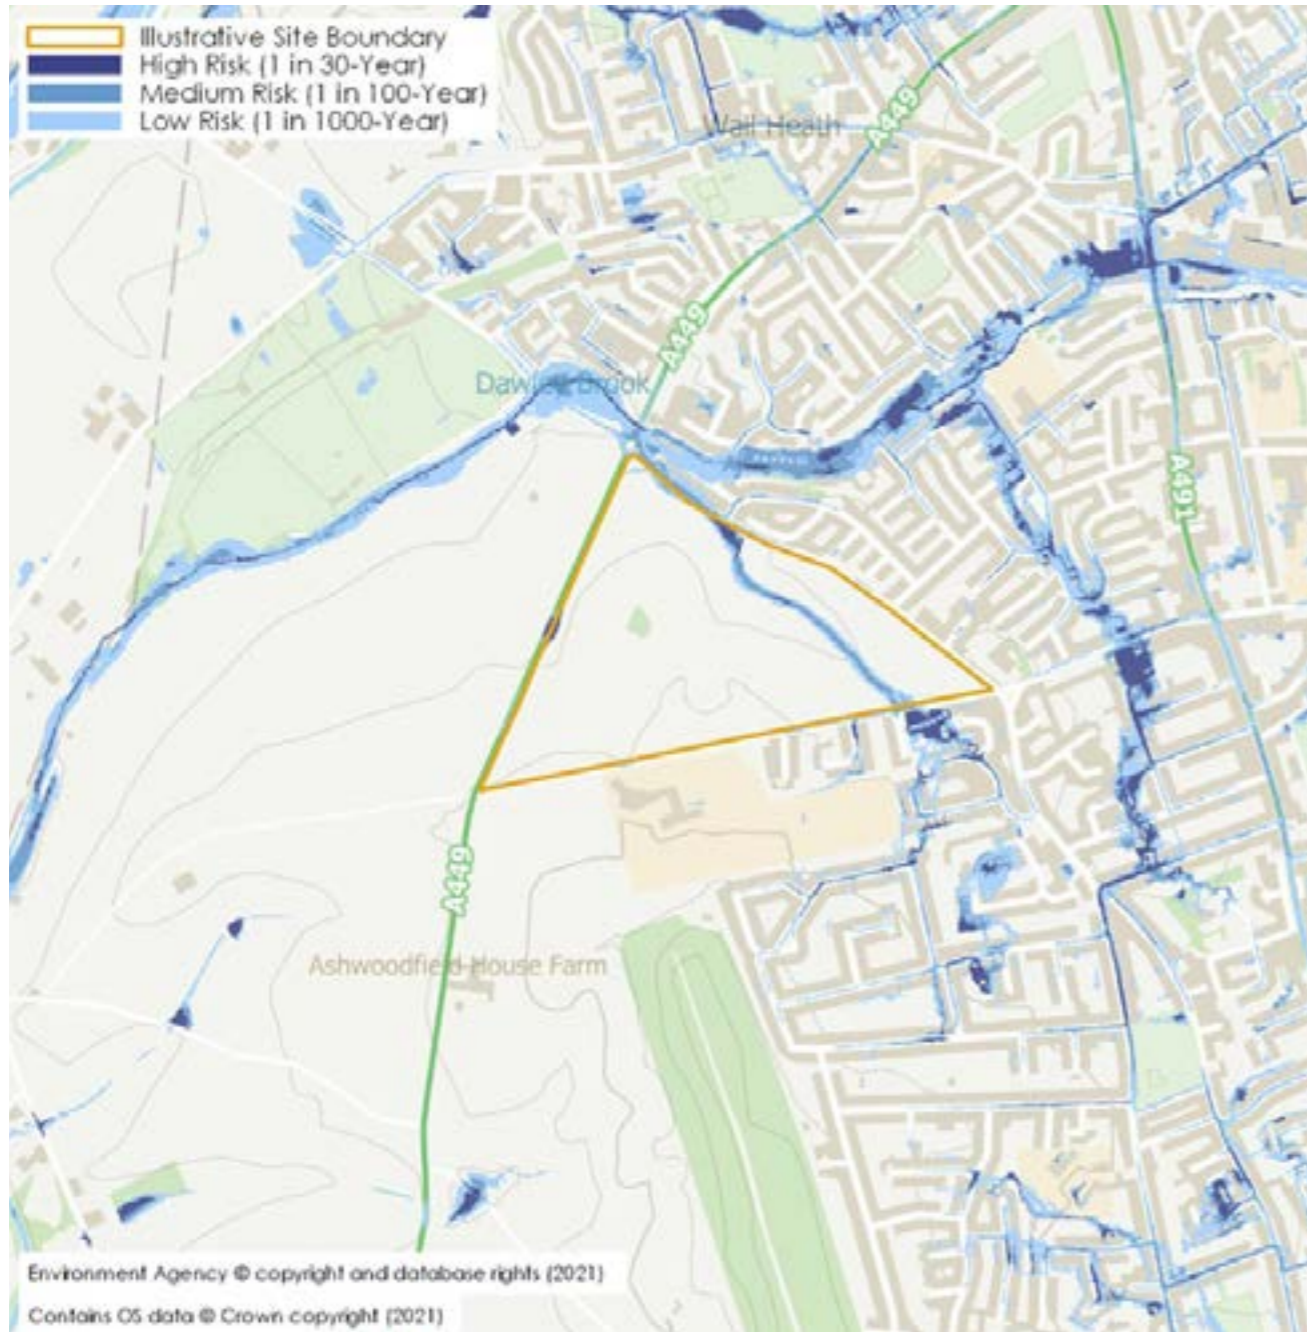 Illustrative Site Boundary
High Risk (1 in 30-Year)
Medium Risk (1 in 100-Year)
Low Risk (1 in 1000-Year)
A449
Wall Heath
A449
Dawley Brook
A491
A449
Ashwoodfield House Farm
Environment Agency © copyright and database rights (2021)
Contains OS data © Crown copyright (2021)